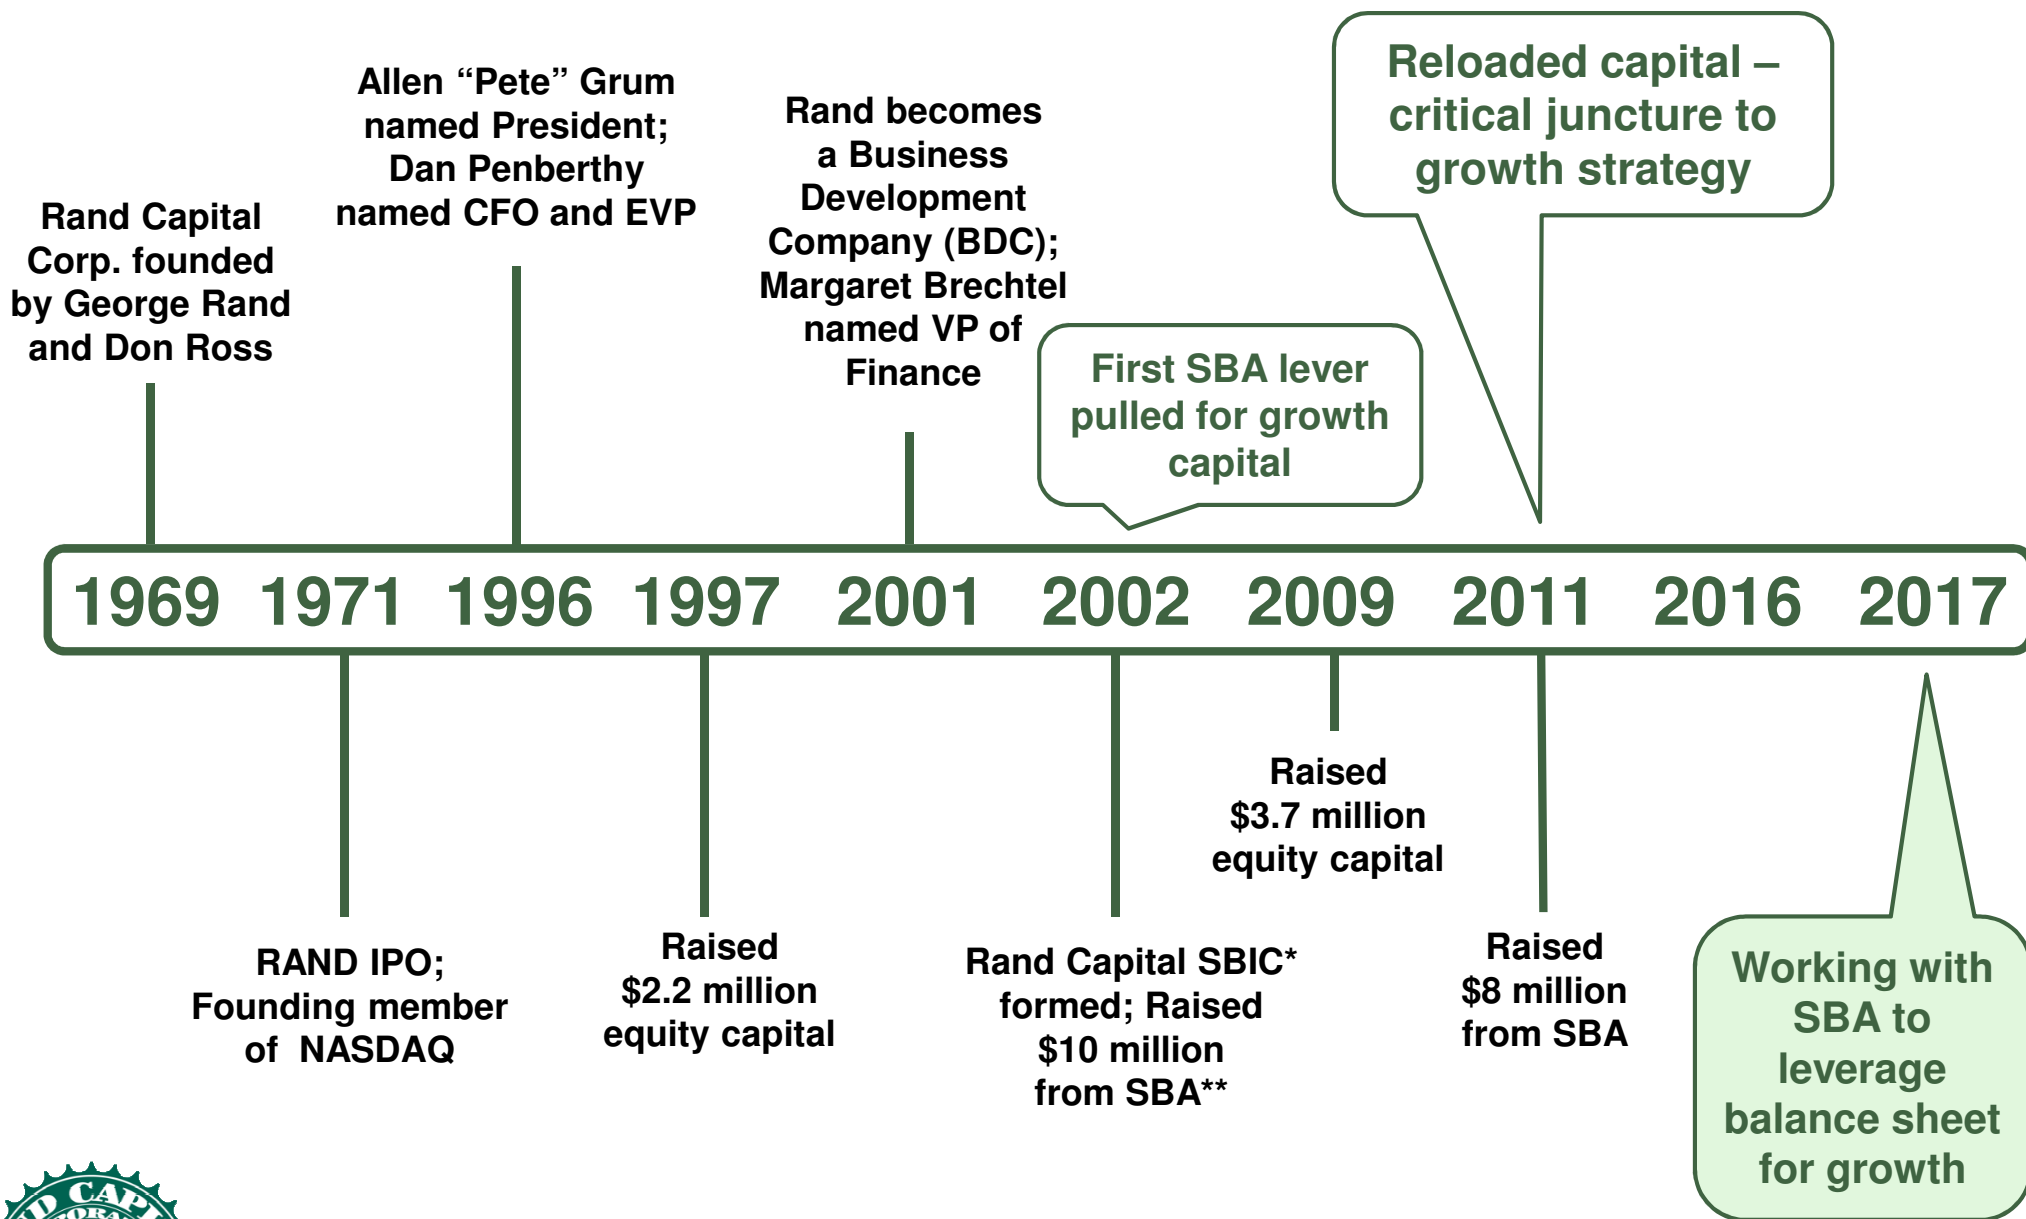 Rand Capital
Corp. founded
by George Rand
and Don Ross
Allen “Pete” Grum
named President;
Dan Penberthy
named CFO and EVP
Rand becomes
a Business
Development
Company (BDC);
Margaret Brechtel
named VP of
Finance
First SBA lever
pulled for growth
capital
Reloaded capital –
critical juncture to
growth strategy
1969 1971 1996 1997 2001 2002 2009 2011 2016 2017
RAND IPO;
Founding member
of NASDAQ
Raised
$2.2 million
equity capital
Rand Capital SBIC*
formed; Raised
$10 million
from SBA**
Raised
$3.7 million
equity capital
Raised
$8 million
from SBA
Working with
SBA to
leverage
balance sheet
for growth